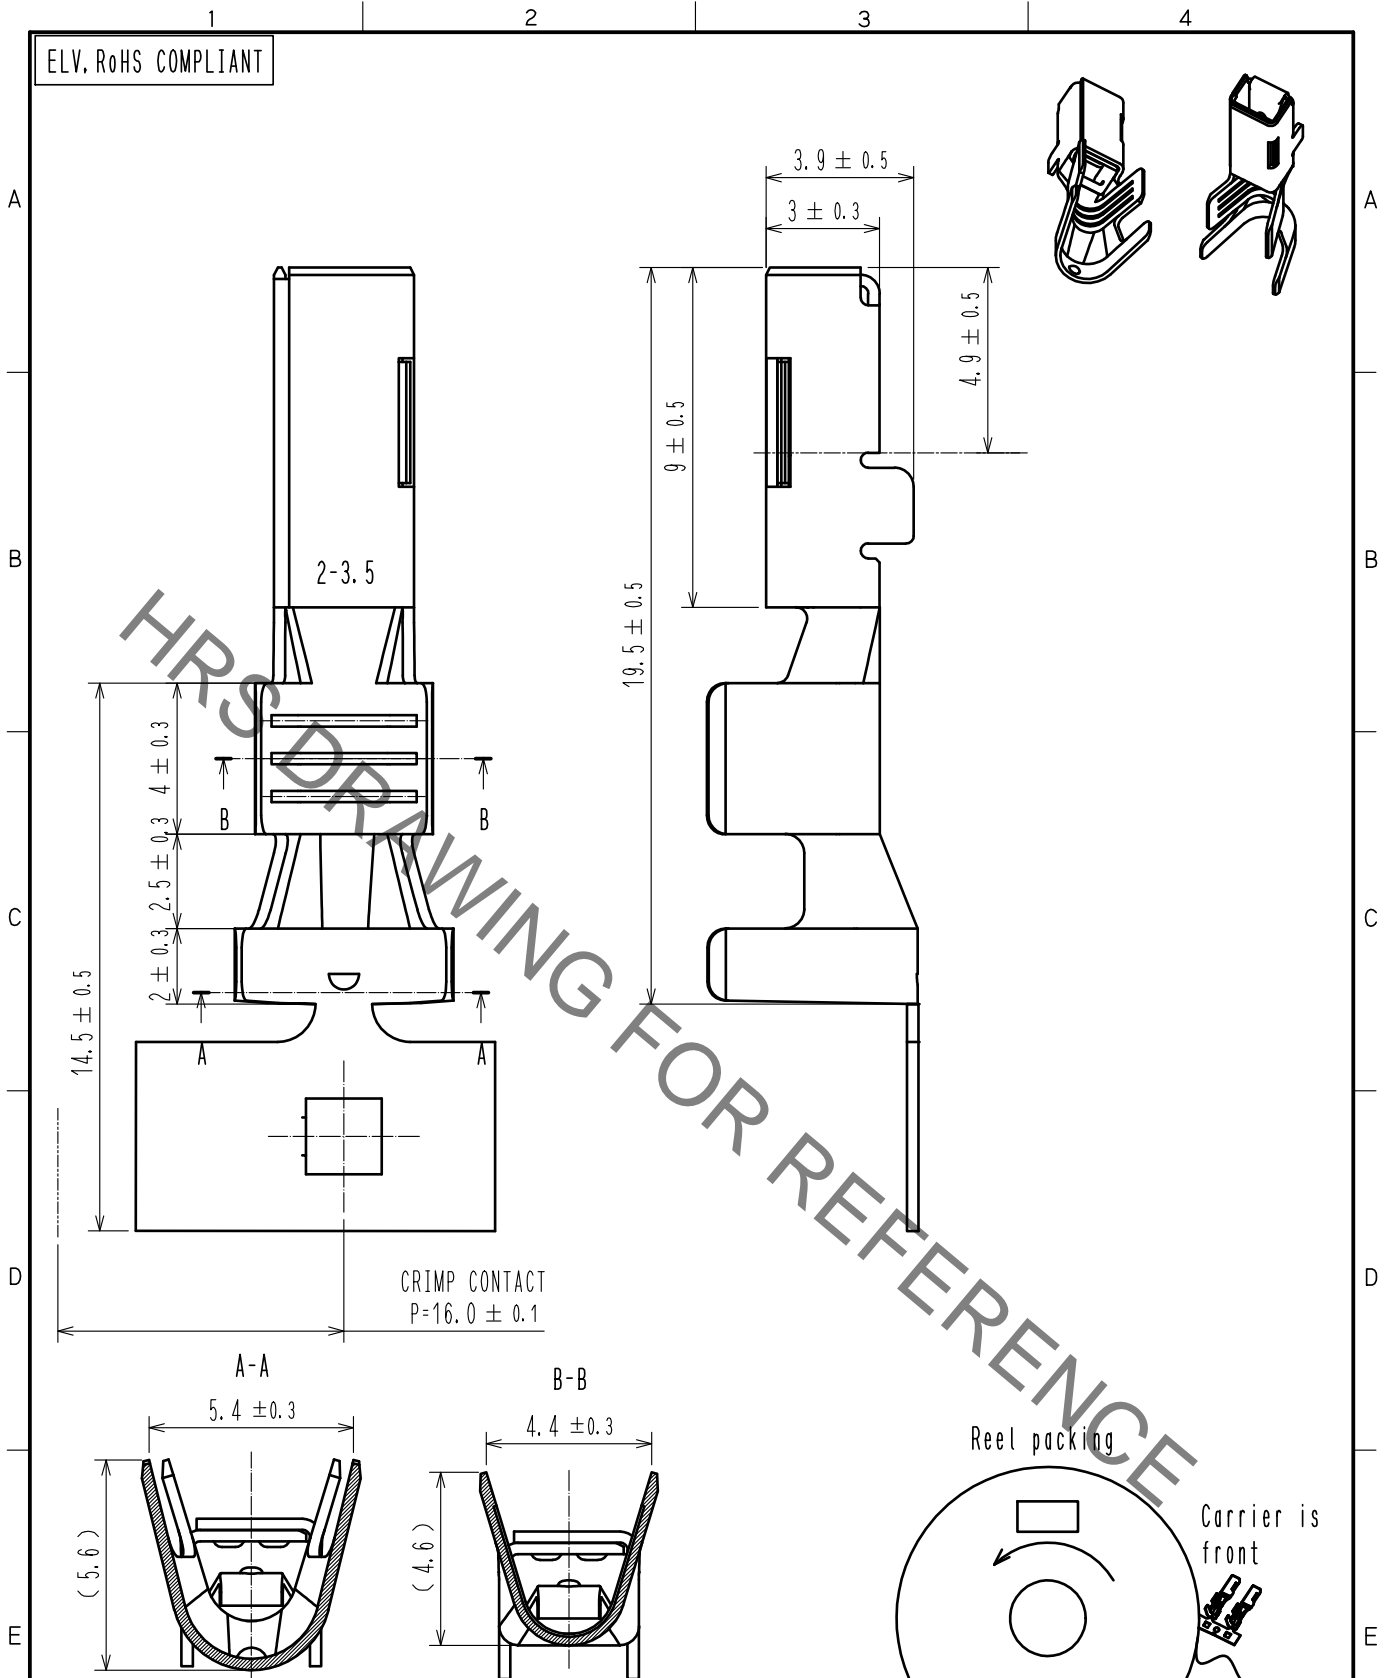 1 2 3 4
ELV, RoHS COMPLIANT
3.9 ± 0.5
A A
3 ± 0.3
4.9 ± 0.5
9 ± 0.5
B B
2-3.5
19.5 ± 0.5
HRS DRAWING FOR REFERENCE
4 ± 0.3
B B
2.5 ± 0.3
C C
2 ± 0.3
14.5 ± 0.5
A A
D D
CRIMP CONTACT
P=16.0 ± 0.1
A-A
B-B
5.4 ±0.3
4.4 ±0.3
Reel packing
Carrier is
front
( 5.6 )
( 4.6 )
E E